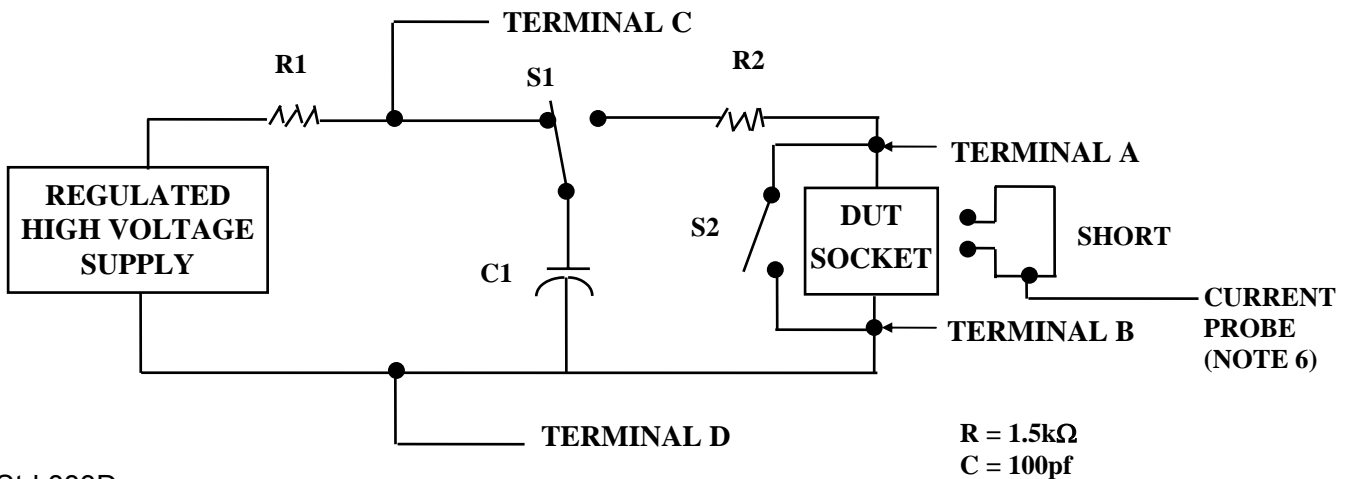 TERMINAL C
R1
S1
R2
TERMINAL A
REGULATED
HIGH VOLTAGE
SUPPLY
S2
DUT
SOCKET
SHORT
C1
CURRENT
PROBE
(NOTE 6)
TERMINAL B
TERMINAL D
R = 1.5kΩ
C = 100pf